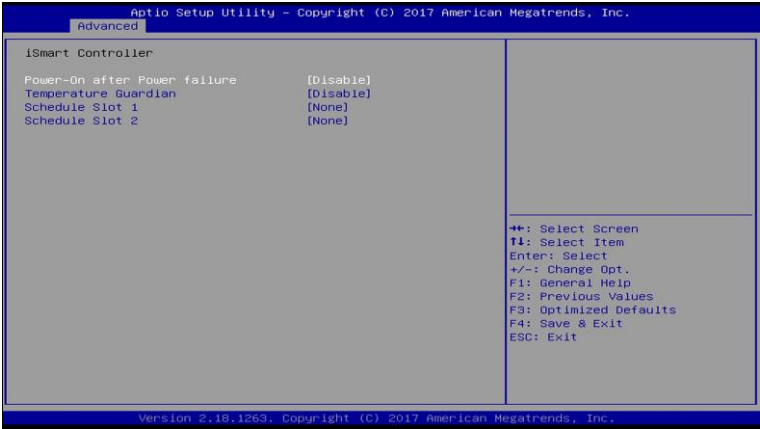 Aptio Setup Utility – Copyright (C) 2017 American Megatrends, Inc.
Advanced
iSmart Controller
Power-On after Power failure [Disable]
Temperature Guardian [Disable]
Schedule Slot 1 [None]
Schedule Slot 2 [None]
→←: Select Screen
↑↓: Select Item
Enter: Select
+/-: Change Opt.
F1: General Help
F2: Previous Values
F3: Optimized Defaults
F4: Save & Exit
ESC: Exit
Version 2.18.1263. Copyright (C) 2017 American Megatrends, Inc.